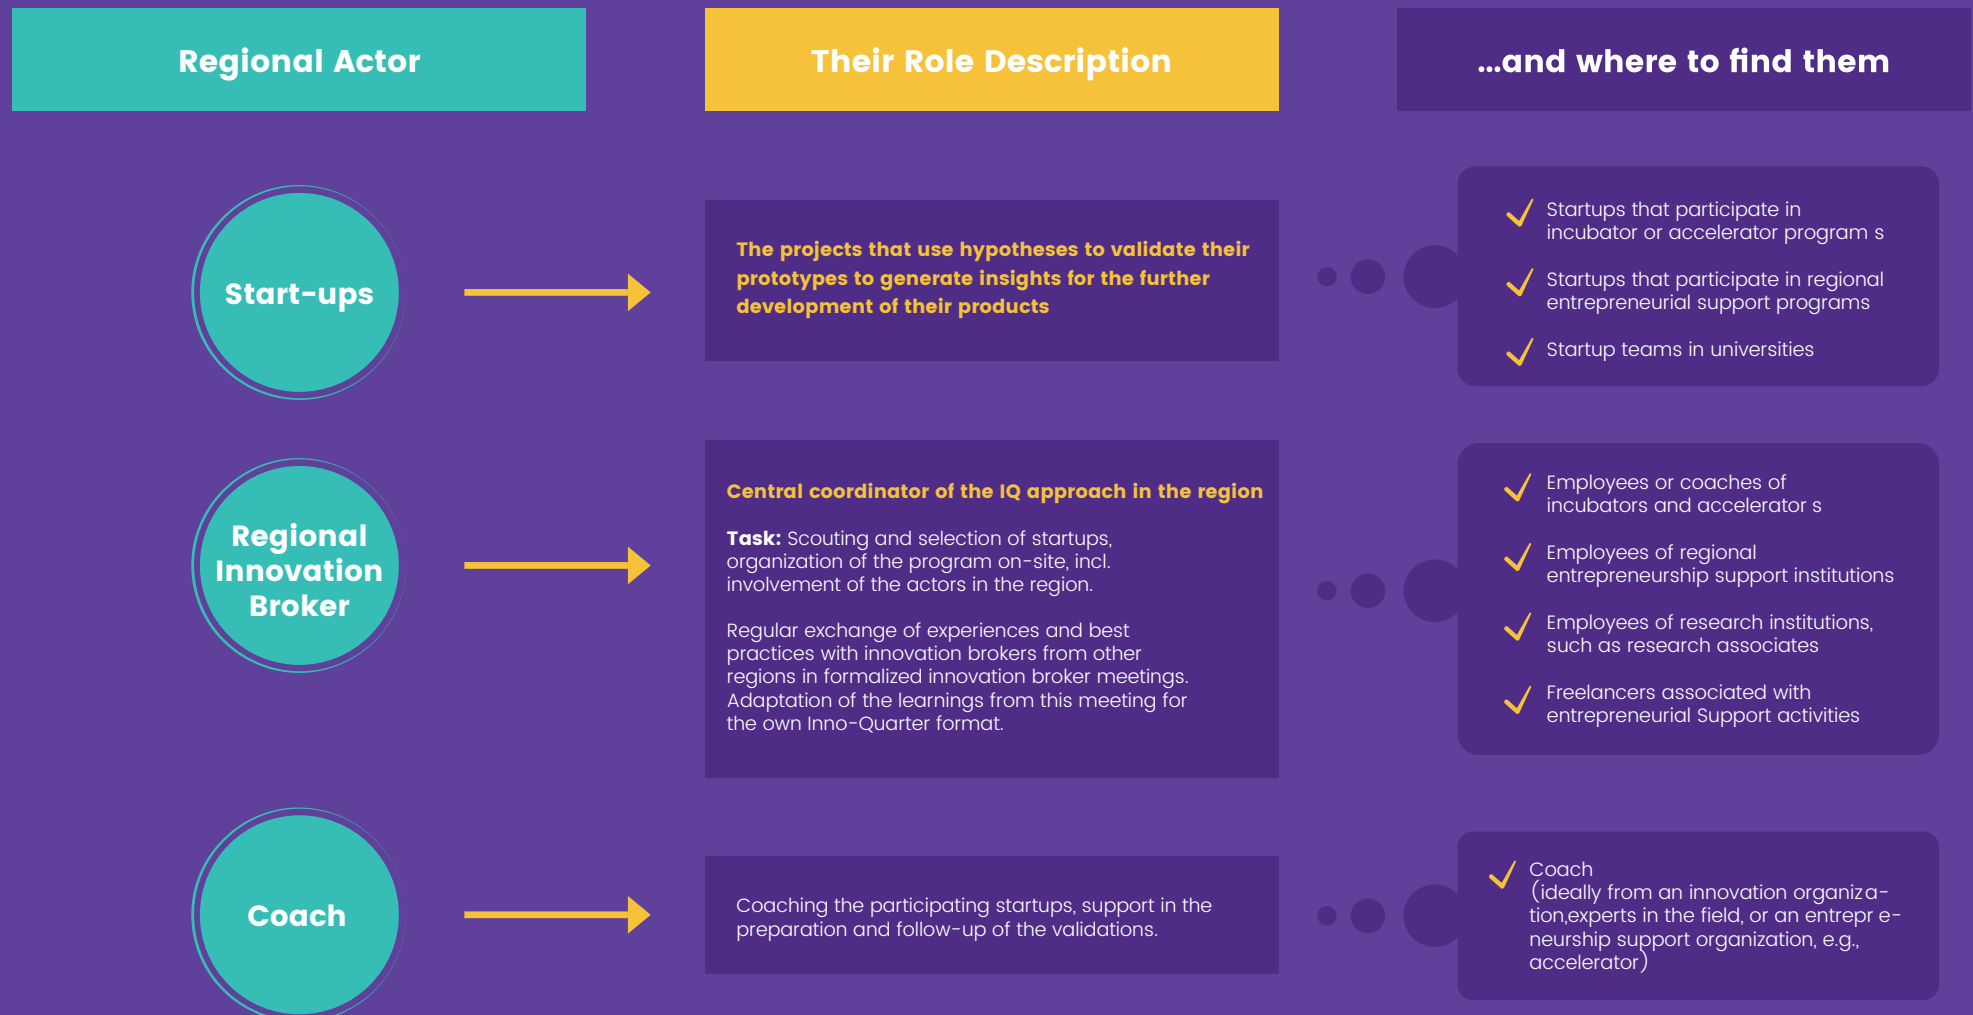 Regional Actor
Their Role Description
...and where to find them
Start-ups
The projects that use hypotheses to validate their
prototypes to generate insights for the further
development of their products
Startups that participate in
incubator or accelerator program s
Startups that participate in regional
entrepreneurial support programs
Startup teams in universities
Regional
Innovation
Broker
Central coordinator of the IQ approach in the region
Task: Scouting and selection of startups,
organization of the program on-site, incl.
involvement of the actors in the region.
Regular exchange of experiences and best
practices with innovation brokers from other
regions in formalized innovation broker meetings.
Adaptation of the learnings from this meeting for
the own Inno-Quarter format.
Employees or coaches of
incubators and accelerator s
Employees of regional
entrepreneurship support institutions
Employees of research institutions,
such as research associates
Freelancers associated with
entrepreneurial Support activities
Coach
Coaching the participating startups, support in the
preparation and follow-up of the validations.
Coach
(ideally from an innovation organiza-
tion,experts in the field, or an entrepr e-
neurship support organization, e.g.,
accelerator)